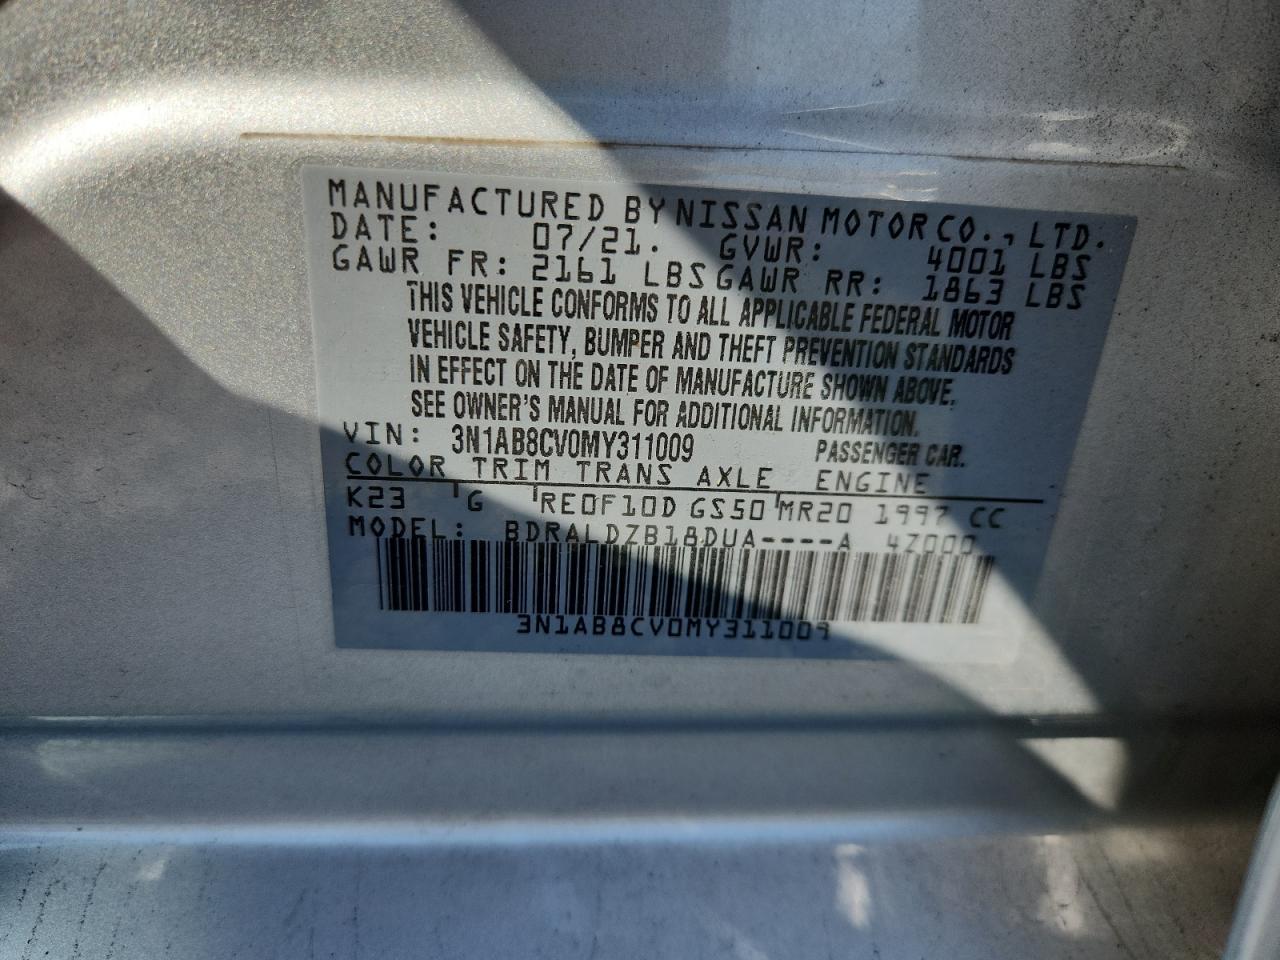 MANUFACTURED BY NISSAN MOTOR CO., LTD.
DATE: 07/21. GVWR: 4001 LBS
GAWR FR: 2161 LBS GAWR RR: 1863 LBS
THIS VEHICLE CONFORMS TO ALL APPLICABLE FEDERAL MOTOR
VEHICLE SAFETY, BUMPER AND THEFT PREVENTION STANDARDS
IN EFFECT ON THE DATE OF MANUFACTURE SHOWN ABOVE.
SEE OWNER'S MANUAL FOR ADDITIONAL INFORMATION.
VIN: 3N1AB8CV0MY311009 PASSENGER CAR.
COLOR TRIM TRANS AXLE ENGINE
K23 G RE0F10D GS50 MR20 1997 CC
MODEL: BDRALDZB18DUA----A 4Z000
3N1AB8CV0MY311009